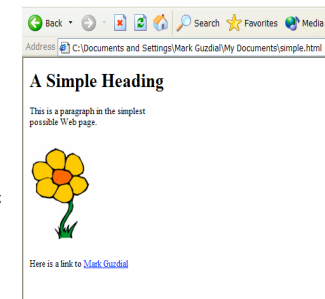 Back Search Favorites Media
Address C:\Documents and Settings\Mark Guzdial\My Documents\simple.html
A Simple Heading
This is a paragraph in the simplest
possible Web page.
Here is a link to Mark Guzdial